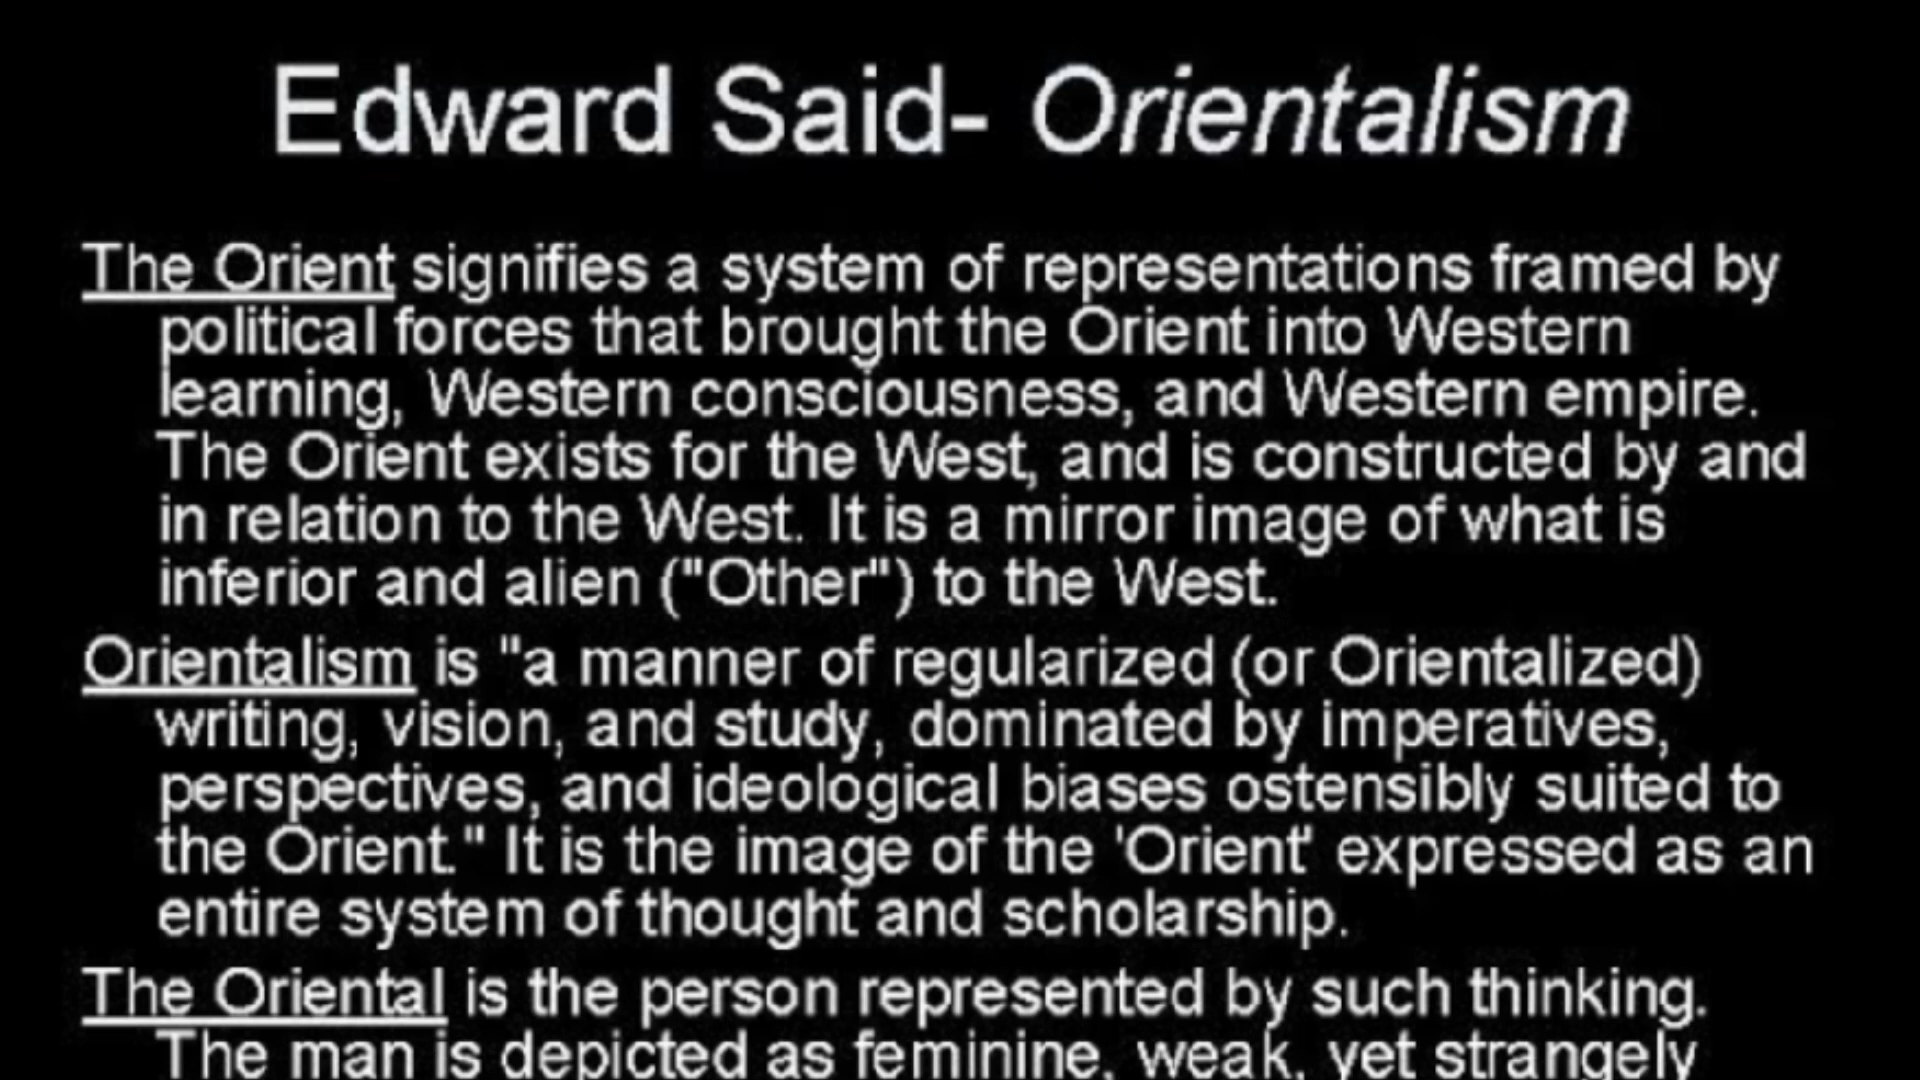 Edward Said- Orientalism
The Orient signifies a system of representations framed by
political forces that brought the Orient into Western
learning, Western consciousness, and Western empire.
The Orient exists for the West, and is constructed by and
in relation to the West. It is a mirror image of what is
inferior and alien ("Other") to the West.
Orientalism is "a manner of regularized (or Orientalized)
writing, vision, and study, dominated by imperatives,
perspectives, and ideological biases ostensibly suited to
the Orient." It is the image of the 'Orient' expressed as an
entire system of thought and scholarship.
The Oriental is the person represented by such thinking.
The man is depicted as feminine, weak, yet strangely